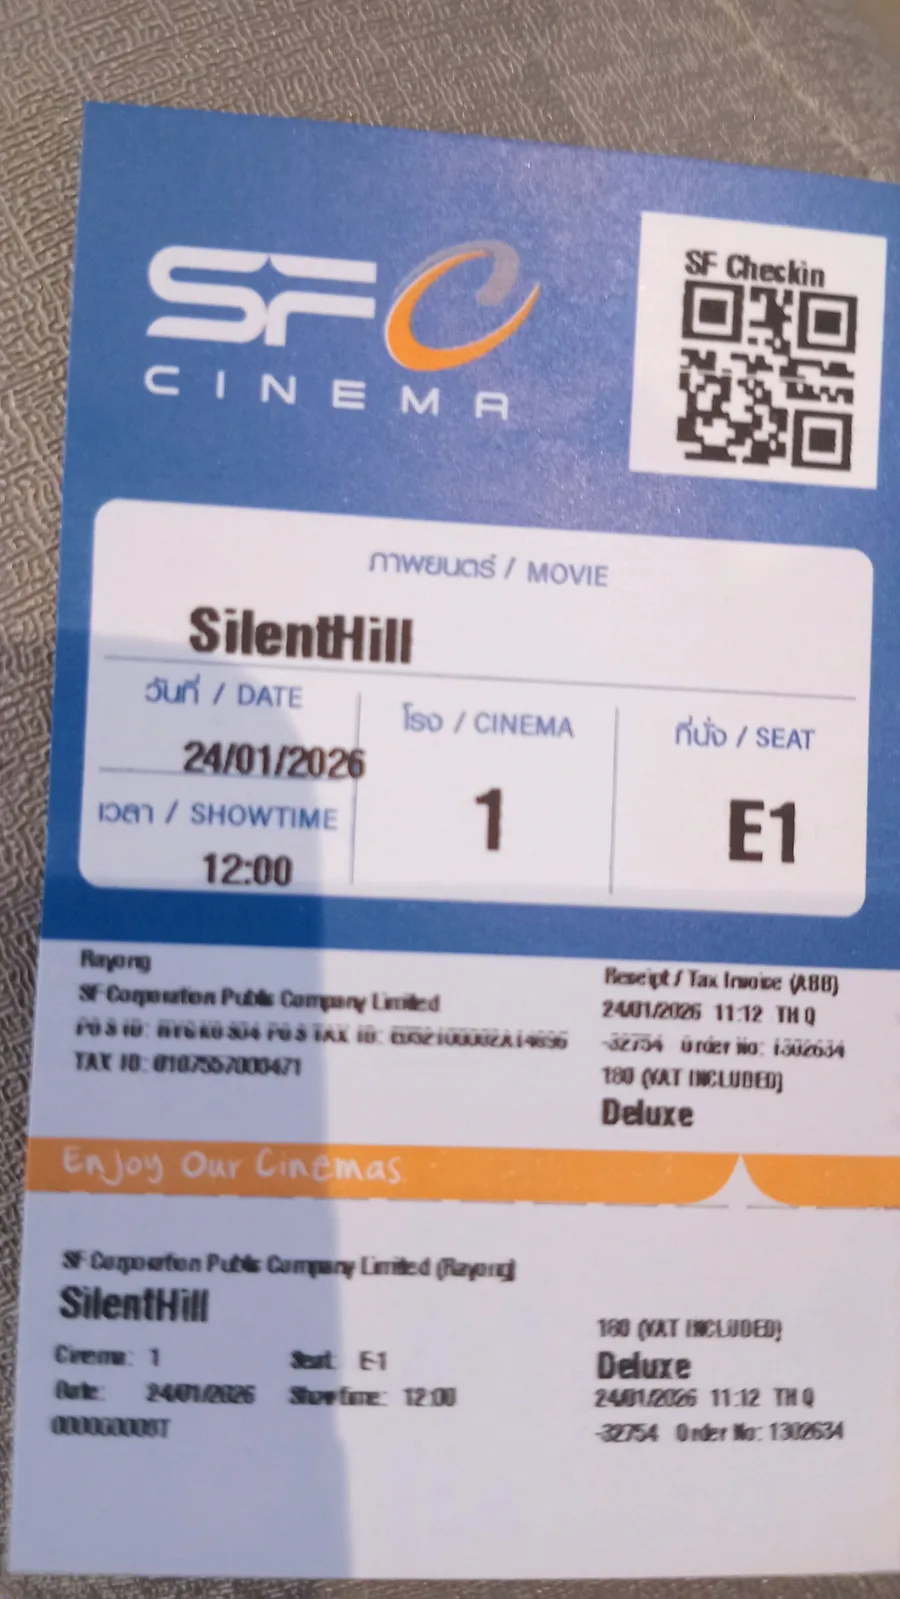 SF CINEMA
SF Checkin
ภาพยนตร์ / MOVIE
SilentHill
วันที่ / DATE
24/01/2026
โรง / CINEMA
1
ที่นั่ง / SEAT
E1
เวลา / SHOWTIME
12:00
Rayong
SF Corporation Public Company Limited
TAX ID: 0107557000471
Receipt / Tax Invoice (ABB)
24/01/2026 11:12 TH Q
-32754 Order No: 1302634
180 (VAT INCLUDED)
Deluxe
Enjoy Our Cinemas
SF Corporation Public Company Limited (Rayong)
SilentHill
Cinema: 1 Seat: E-1
Date: 24/01/2026 Showtime: 12:00
180 (VAT INCLUDED)
Deluxe
24/01/2026 11:12 TH Q
-32754 Order No: 1302634